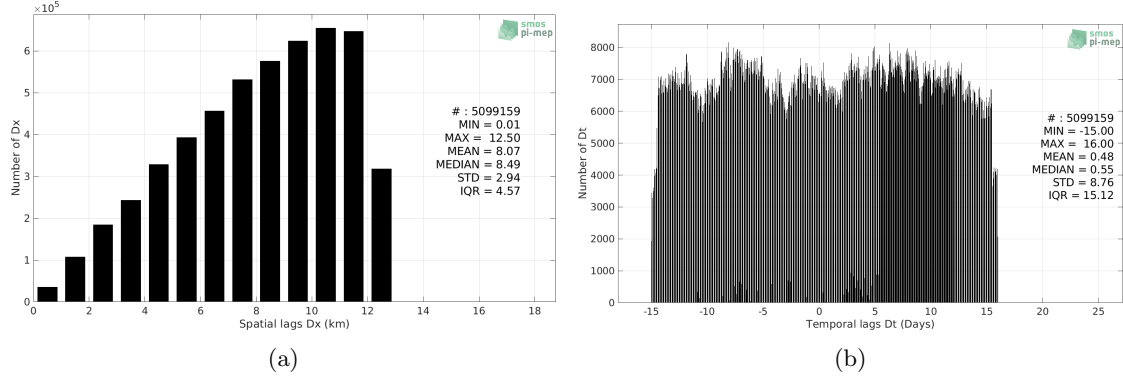 ×10⁵
smos
pi-mep
6
5
4
3
2
1
0
Number of Dx
# : 5099159
MIN = 0.01
MAX = 12.50
MEAN = 8.07
MEDIAN = 8.49
STD = 2.94
IQR = 4.57
0 2 4 6 8 10 12 14 16 18
Spatial lags Dx (km)
(a)
smos
pi-mep
8000
7000
6000
5000
4000
3000
2000
1000
0
Number of Dt
# : 5099159
MIN = -15.00
MAX = 16.00
MEAN = 0.48
MEDIAN = 0.55
STD = 8.76
IQR = 15.12
-15 -10 -5 0 5 10 15 20 25
Temporal lags Dt (Days)
(b)